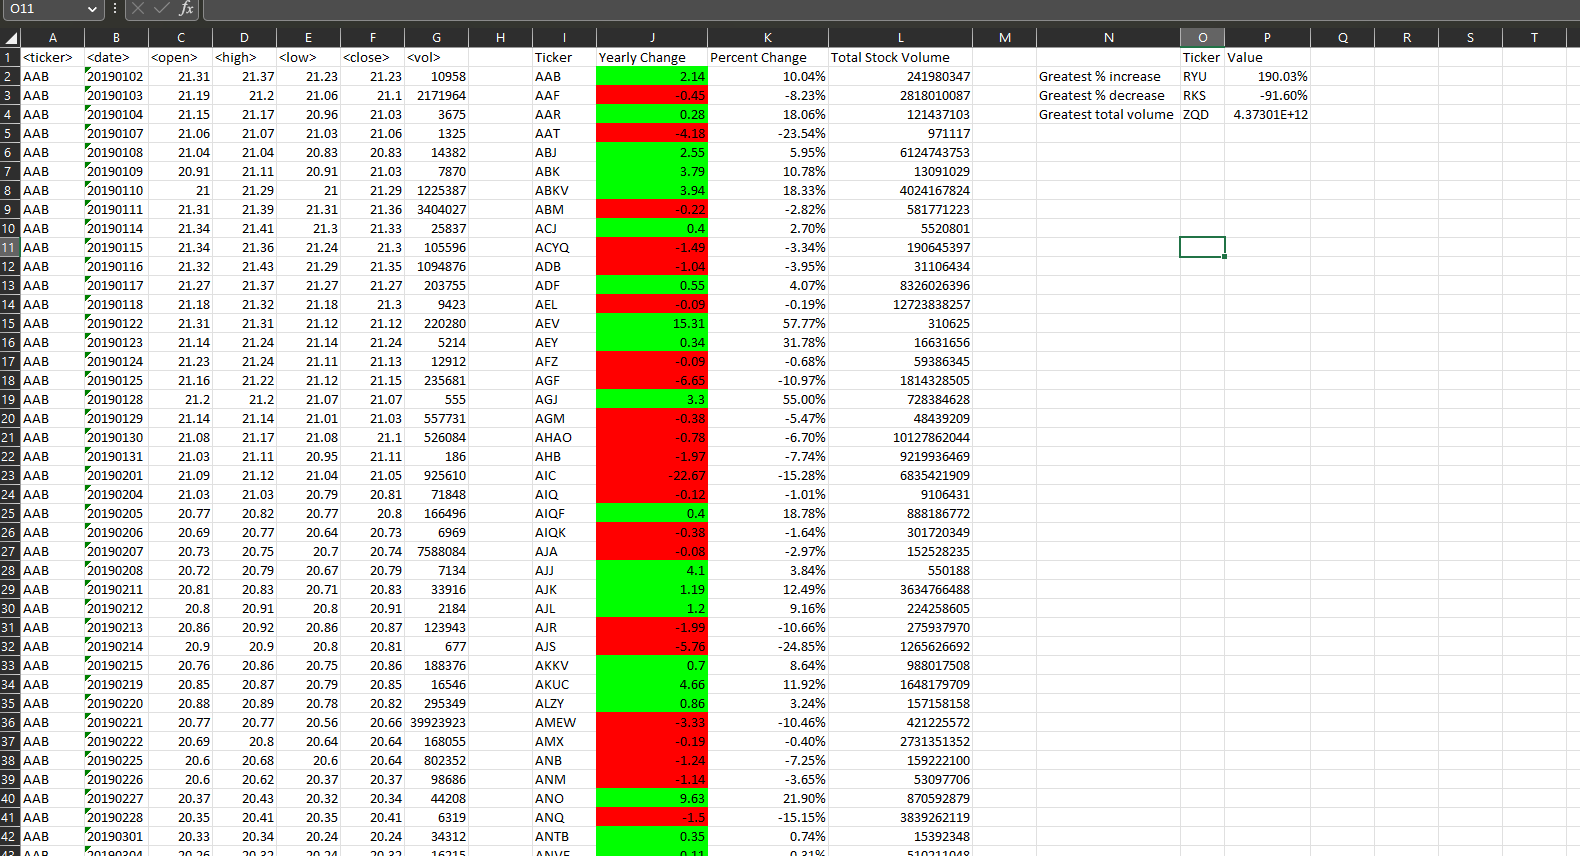 O11 fx
A B C D E F G H I J K L M N O P Q R S T
1 <ticker> <date> <open> <high> <low> <close> <vol> Ticker Yearly Change Percent Change Total Stock Volume Ticker Value
2 AAB 20190102 21.31 21.37 21.23 21.23 10958 AAB 2.14 10.04% 241980347 Greatest % increase RYU 190.03%
3 AAB 20190103 21.19 21.2 21.06 21.1 2171964 AAF -0.45 -8.23% 2818010087 Greatest % decrease RKS -91.60%
4 AAB 20190104 21.15 21.17 20.96 21.03 3675 AAR 0.28 18.06% 121437103 Greatest total volume ZQD 4.37301E+12
5 AAB 20190107 21.06 21.07 21.03 21.06 1325 AAT -4.18 -23.54% 971117
6 AAB 20190108 21.04 21.04 20.83 20.83 14382 ABJ 2.55 5.95% 6124743753
7 AAB 20190109 20.91 21.11 20.91 21.03 7870 ABK 3.79 10.78% 13091029
8 AAB 20190110 21 21.29 21 21.29 1225387 ABKV 3.94 18.33% 4024167824
9 AAB 20190111 21.31 21.39 21.31 21.36 3404027 ABM -0.22 -2.82% 581771223
10 AAB 20190114 21.34 21.41 21.3 21.33 25837 ACJ 0.4 2.70% 5520801
11 AAB 20190115 21.34 21.36 21.24 21.3 105596 ACYQ -1.49 -3.34% 190645397
12 AAB 20190116 21.32 21.43 21.29 21.35 1094876 ADB -1.04 -3.95% 31106434
13 AAB 20190117 21.27 21.37 21.27 21.27 203755 ADF 0.55 4.07% 8326026396
14 AAB 20190118 21.18 21.32 21.18 21.3 9423 AEL -0.09 -0.19% 12723838257
15 AAB 20190122 21.31 21.31 21.12 21.12 220280 AEV 15.31 57.77% 310625
16 AAB 20190123 21.14 21.24 21.14 21.24 5214 AEY 0.34 31.78% 16631656
17 AAB 20190124 21.23 21.24 21.11 21.13 12912 AFZ -0.09 -0.68% 59386345
18 AAB 20190125 21.16 21.22 21.12 21.15 235681 AGF -6.65 -10.97% 1814328505
19 AAB 20190128 21.2 21.2 21.07 21.07 555 AGJ 3.3 55.00% 728384628
20 AAB 20190129 21.14 21.14 21.01 21.03 557731 AGM -0.38 -5.47% 48439209
21 AAB 20190130 21.08 21.17 21.08 21.1 526084 AHAO -0.78 -6.70% 10127862044
22 AAB 20190131 21.03 21.11 20.95 21.11 186 AHB -1.97 -7.74% 9219936469
23 AAB 20190201 21.09 21.12 21.04 21.05 925610 AIC -22.67 -15.28% 6835421909
24 AAB 20190204 21.03 21.03 20.79 20.81 71848 AIQ -0.12 -1.01% 9106431
25 AAB 20190205 20.77 20.82 20.77 20.8 166496 AIQF 0.4 18.78% 888186772
26 AAB 20190206 20.69 20.77 20.64 20.73 6969 AIQK -0.38 -1.64% 301720349
27 AAB 20190207 20.73 20.75 20.7 20.74 7588084 AJA -0.08 -2.97% 152528235
28 AAB 20190208 20.72 20.79 20.67 20.79 7134 AJJ 4.1 3.84% 550188
29 AAB 20190211 20.81 20.83 20.71 20.83 33916 AJK 1.19 12.49% 3634766488
30 AAB 20190212 20.8 20.91 20.8 20.91 2184 AJL 1.2 9.16% 224258605
31 AAB 20190213 20.86 20.92 20.86 20.87 123943 AJR -1.99 -10.66% 275937970
32 AAB 20190214 20.9 20.9 20.8 20.81 677 AJS -5.76 -24.85% 1265626692
33 AAB 20190215 20.76 20.86 20.75 20.86 188376 AKKV 0.7 8.64% 988017508
34 AAB 20190219 20.85 20.87 20.79 20.85 16546 AKUC 4.66 11.92% 1648179709
35 AAB 20190220 20.88 20.89 20.78 20.82 295349 ALZY 0.86 3.24% 157158158
36 AAB 20190221 20.77 20.77 20.56 20.66 39923923 AMEW -3.33 -10.46% 421225572
37 AAB 20190222 20.69 20.8 20.64 20.64 168055 AMX -0.19 -0.40% 2731351352
38 AAB 20190225 20.6 20.68 20.6 20.64 802352 ANB -1.24 -7.25% 159222100
39 AAB 20190226 20.6 20.62 20.37 20.37 98686 ANM -1.14 -3.65% 53097706
40 AAB 20190227 20.37 20.43 20.32 20.34 44208 ANO 9.63 21.90% 870592879
41 AAB 20190228 20.35 20.41 20.35 20.41 6319 ANQ -1.5 -15.15% 3839262119
42 AAB 20190301 20.33 20.34 20.24 20.24 34312 ANTB 0.35 0.74% 15392348